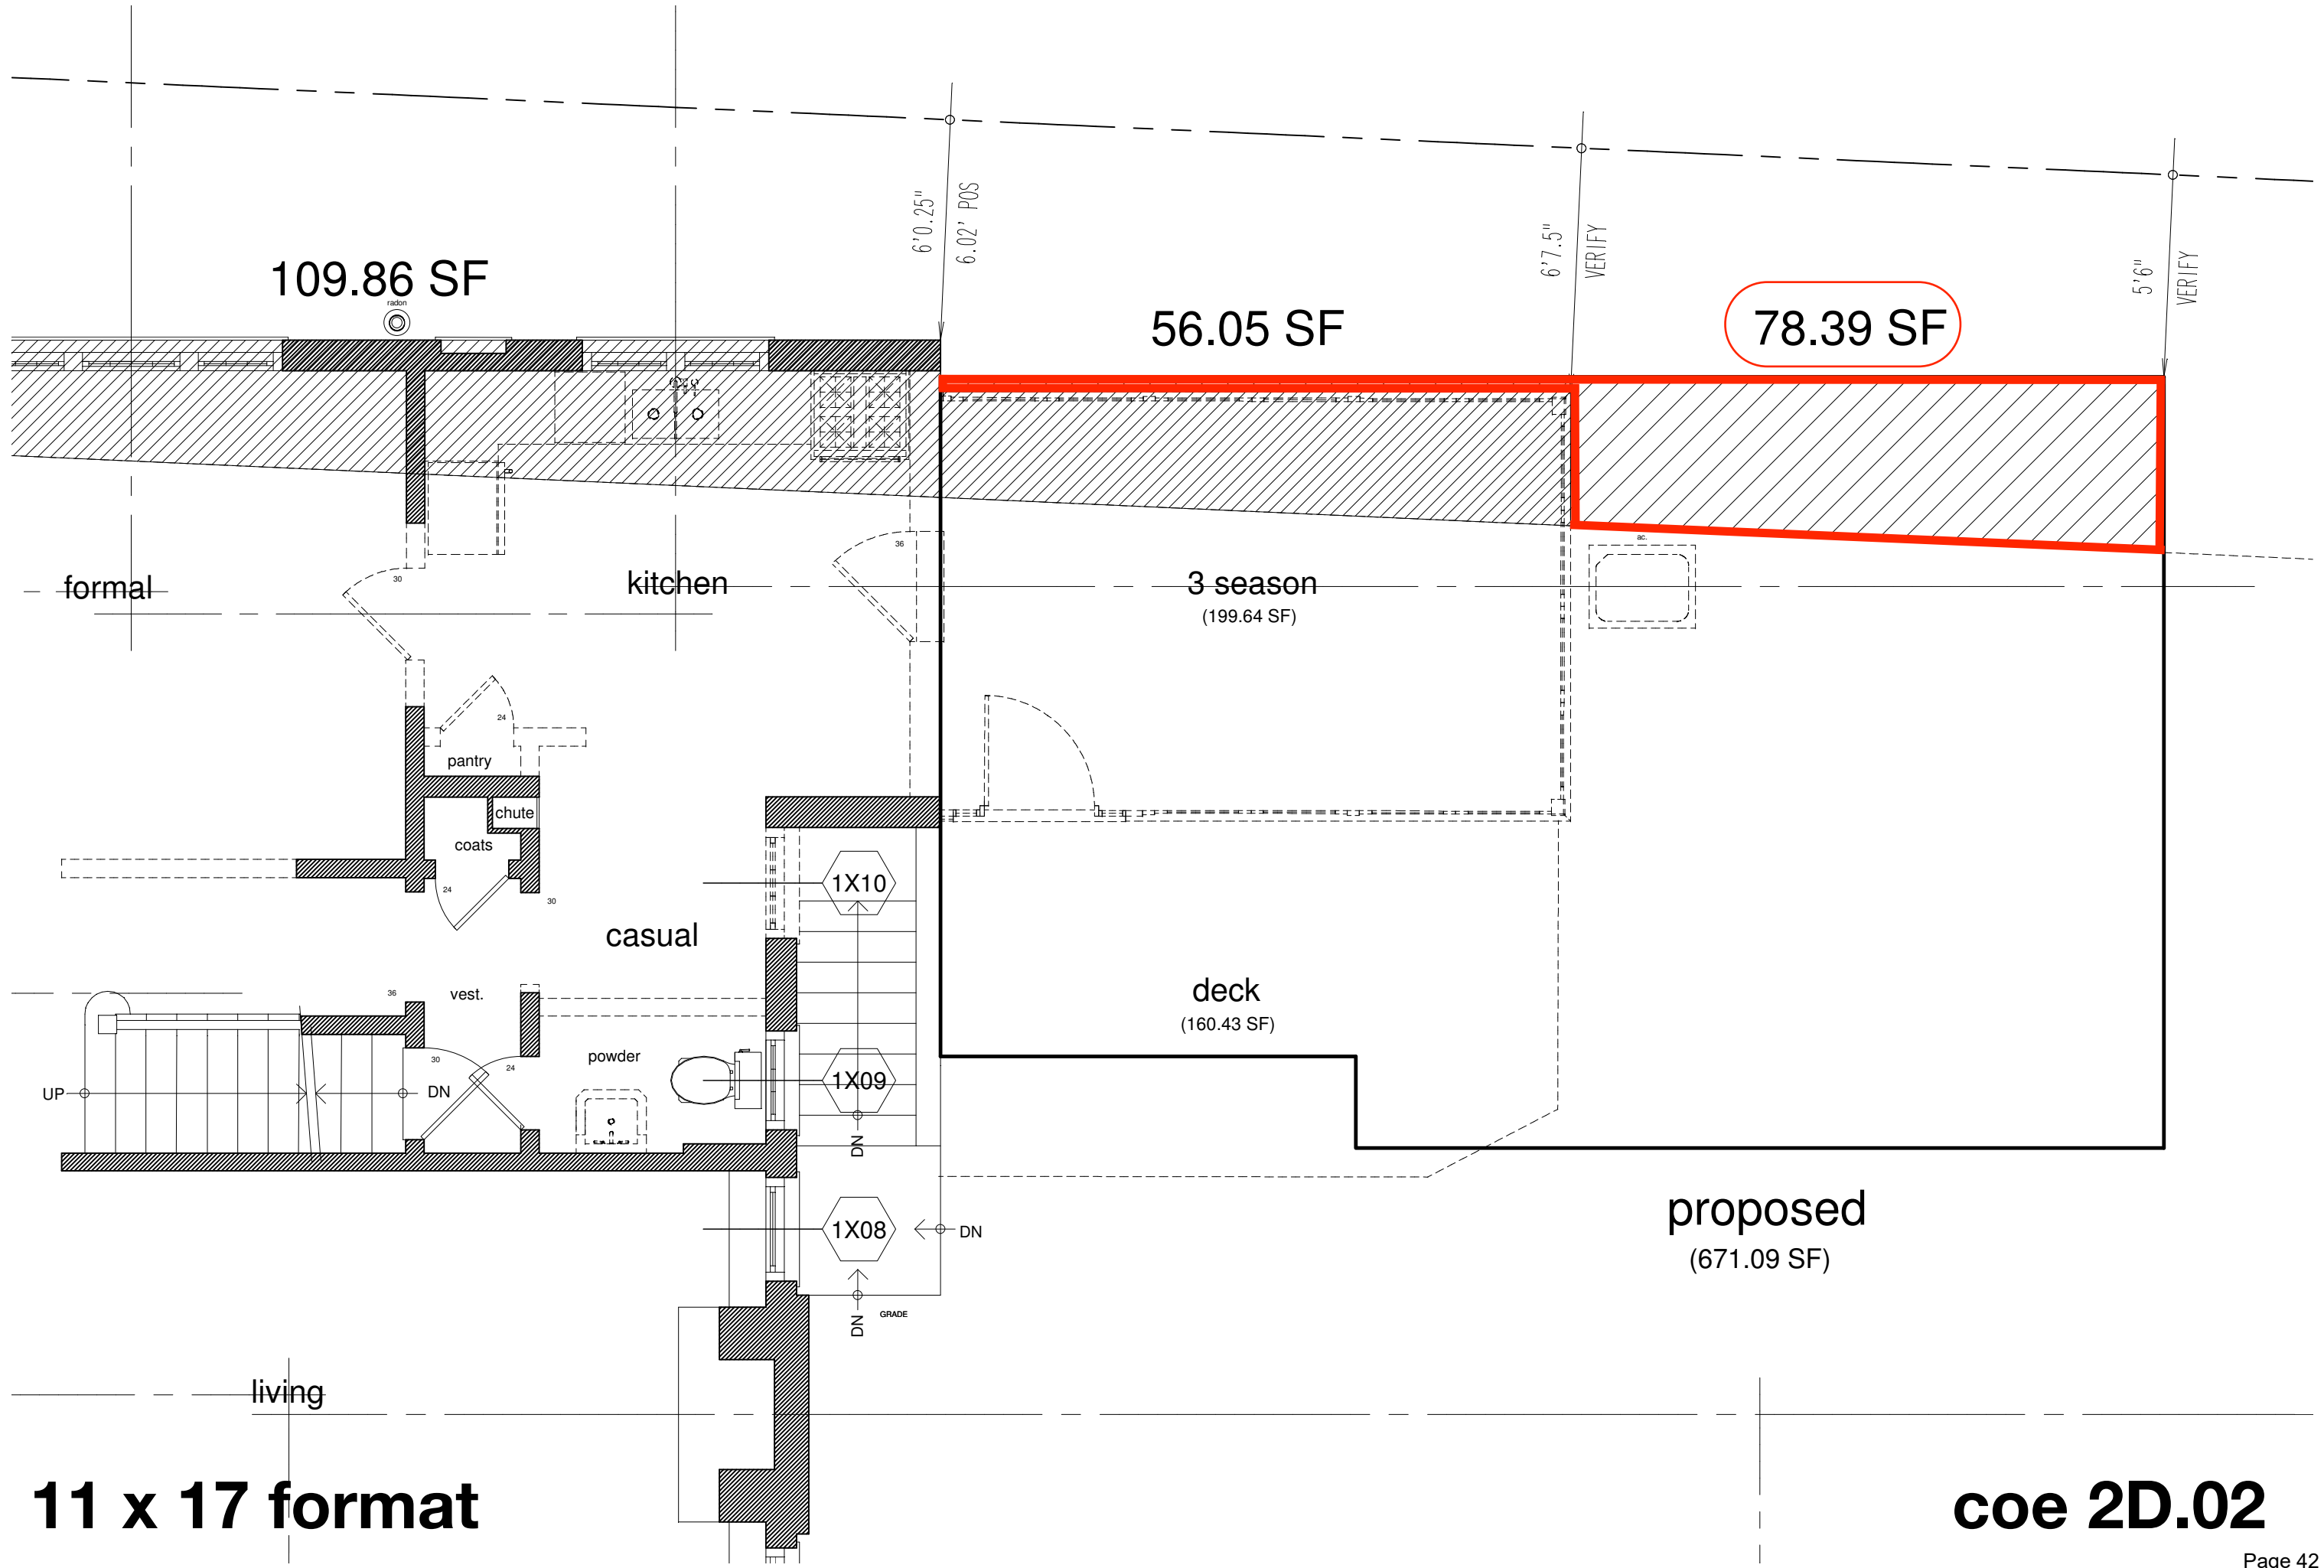 6'0.25"
6.02' POS
6'7.5"
VERIFY
5'6"
VERIFY
109.86 SF
radon
56.05 SF
78.39 SF
ac.
36
30
formal
kitchen
3 season
(199.64 SF)
24
pantry
chute
coats
24
30
1X10
casual
36
vest.
deck
(160.43 SF)
30
24
powder
UP
DN
1X09
DN
1X08
DN
proposed
(671.09 SF)
DN
GRADE
living
11 x 17 format
coe 2D.02
Page 42